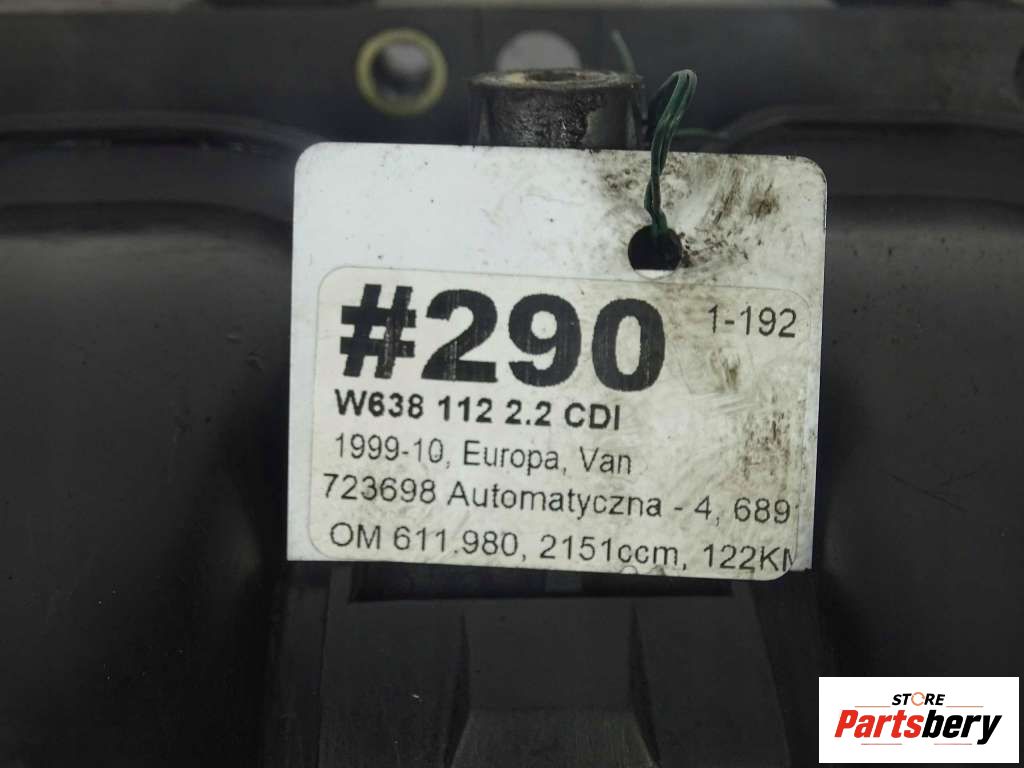 #290 1-192
W638 112 2.2 CDI
1999-10, Europa, Van
723698 Automatyczna - 4, 689
OM 611.980, 2151ccm, 122KM
STORE
Partsbery